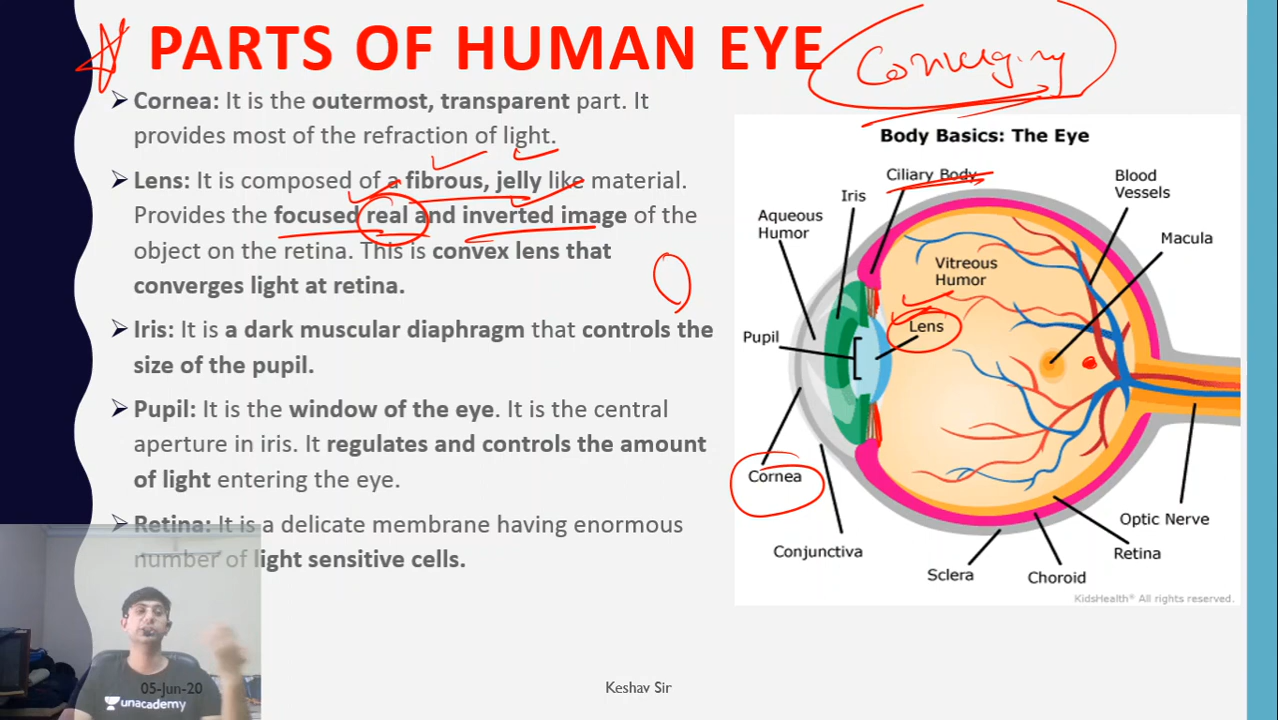 PARTS OF HUMAN EYE
Converging
➤ Cornea: It is the outermost, transparent part. It
provides most of the refraction of light.
➤ Lens: It is composed of a fibrous, jelly like material.
Provides the focused real and inverted image of the
object on the retina. This is convex lens that
converges light at retina.
➤ Iris: It is a dark muscular diaphragm that controls the
size of the pupil.
➤ Pupil: It is the window of the eye. It is the central
aperture in iris. It regulates and controls the amount
of light entering the eye.
➤ Retina: It is a delicate membrane having enormous
number of light sensitive cells.
Body Basics: The Eye
Ciliary Body
Blood
Vessels
Iris
Aqueous
Humor
Macula
Vitreous
Humor
Lens
Pupil
Cornea
Optic Nerve
Conjunctiva
Retina
Sclera
Choroid
KidsHealth® All rights reserved.
05-Jun-20
Keshav Sir
unacademy